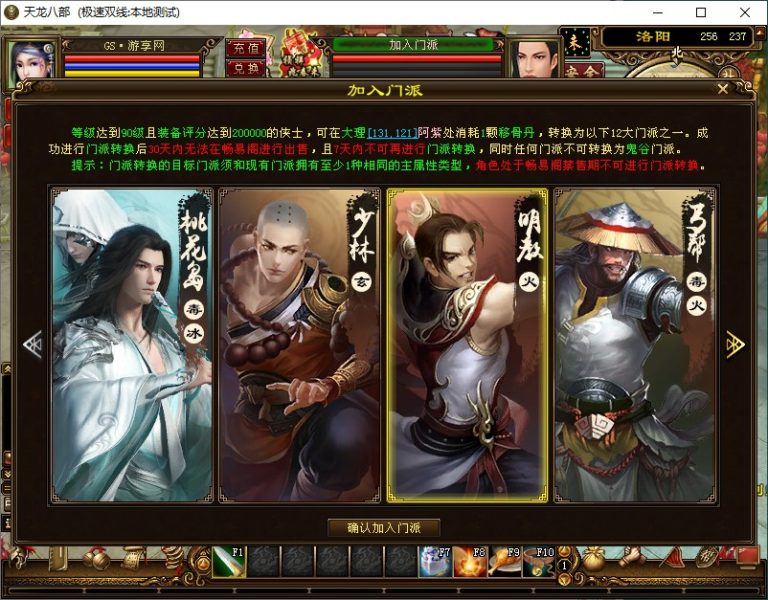 天龙八部 (极速双线:本地测试)
GS·游享网
充值
兑换
加入门派
未
洛阳
256 237
北
安全
加入门派
等级达到90级且装备评分达到200000的侠士，可在大理[131,121]阿紫处消耗1颗移骨丹，转换为以下12大门派之一。成
功进行门派转换后30天内无法在畅易阁进行出售，且7天内不可再进行门派转换，同时任何门派不可转换为鬼谷门派。
提示：门派转换的目标门派须和现有门派拥有至少1种相同的主属性类型，角色处于畅易阁禁售期不可进行门派转换。
桃花岛
毒
冰
少林
玄
明教
火
丐帮
毒
火
确认加入门派
F1
F7
F8
F9
F10
1